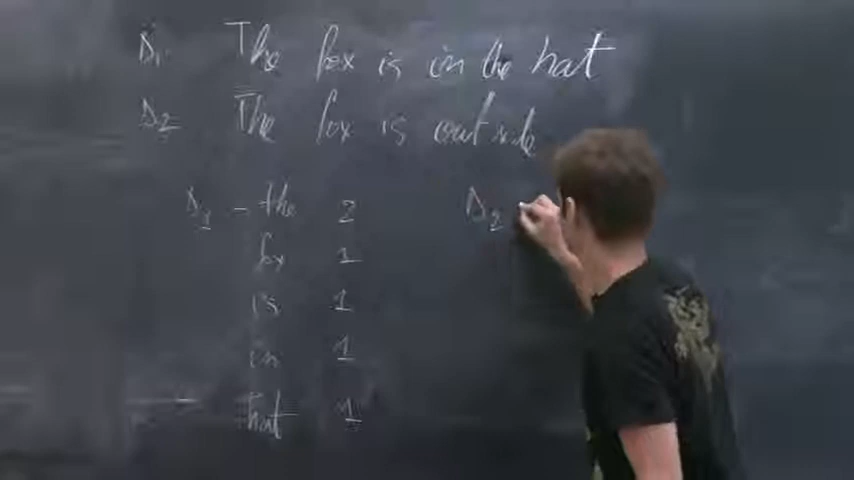 D1. The fox is in the hat
D2 The fox is outside
D1 - the 2
D2
fox 1
is 1
in 1
hat 1